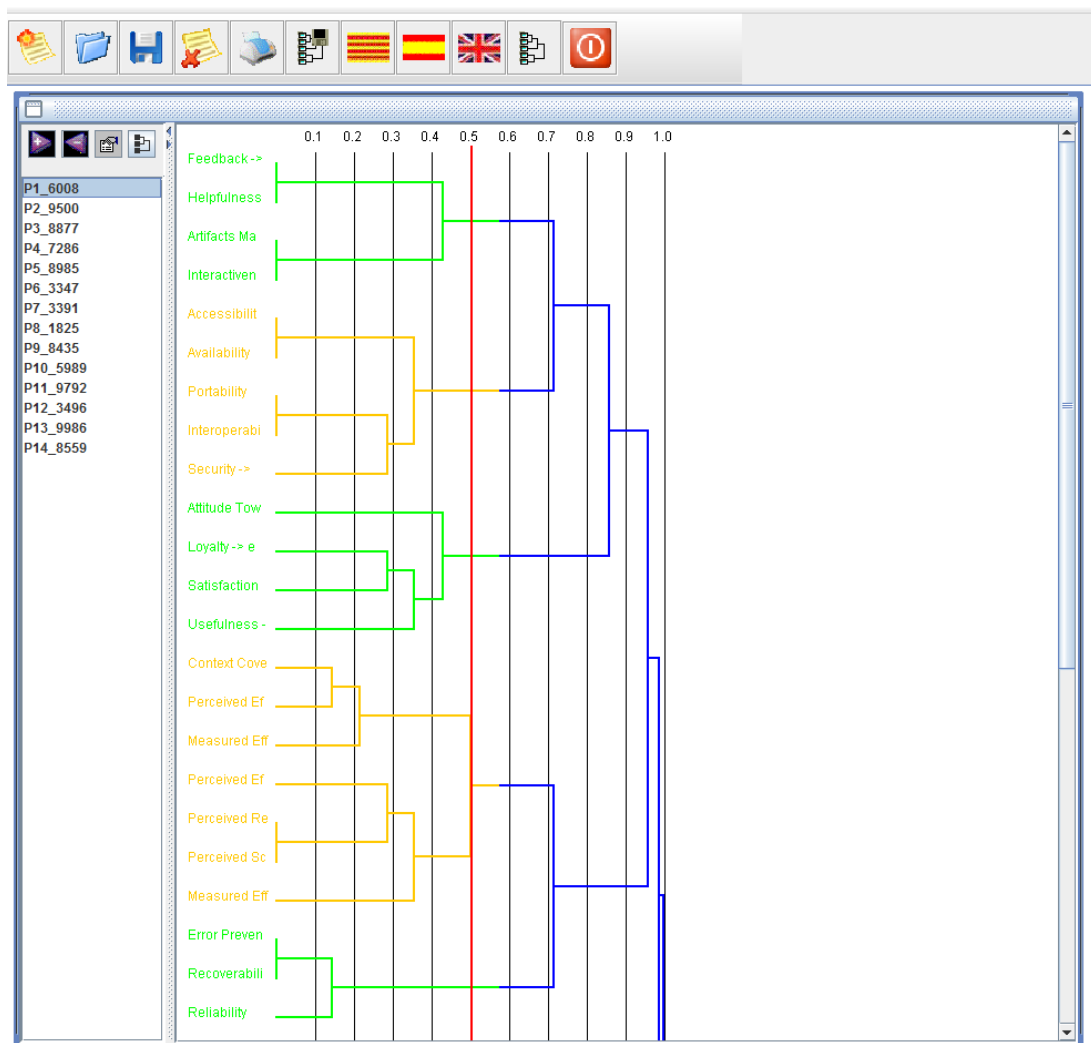 P1_6008
P2_9500
P3_8877
P4_7286
P5_8985
P6_3347
P7_3391
P8_1825
P9_8435
P10_5989
P11_9792
P12_3496
P13_9986
P14_8559
0.1 0.2 0.3 0.4 0.5 0.6 0.7 0.8 0.9 1.0
Feedback ->
Helpfulness
Artifacts Ma
Interactiven
Accessibilit
Availability
Portability
Interoperabi
Security ->
Attitude Tow
Loyalty -> e
Satisfaction
Usefulness -
Context Cove
Perceived Ef
Measured Eff
Perceived Ef
Perceived Re
Perceived Sc
Measured Eff
Error Preven
Recoverabili
Reliability